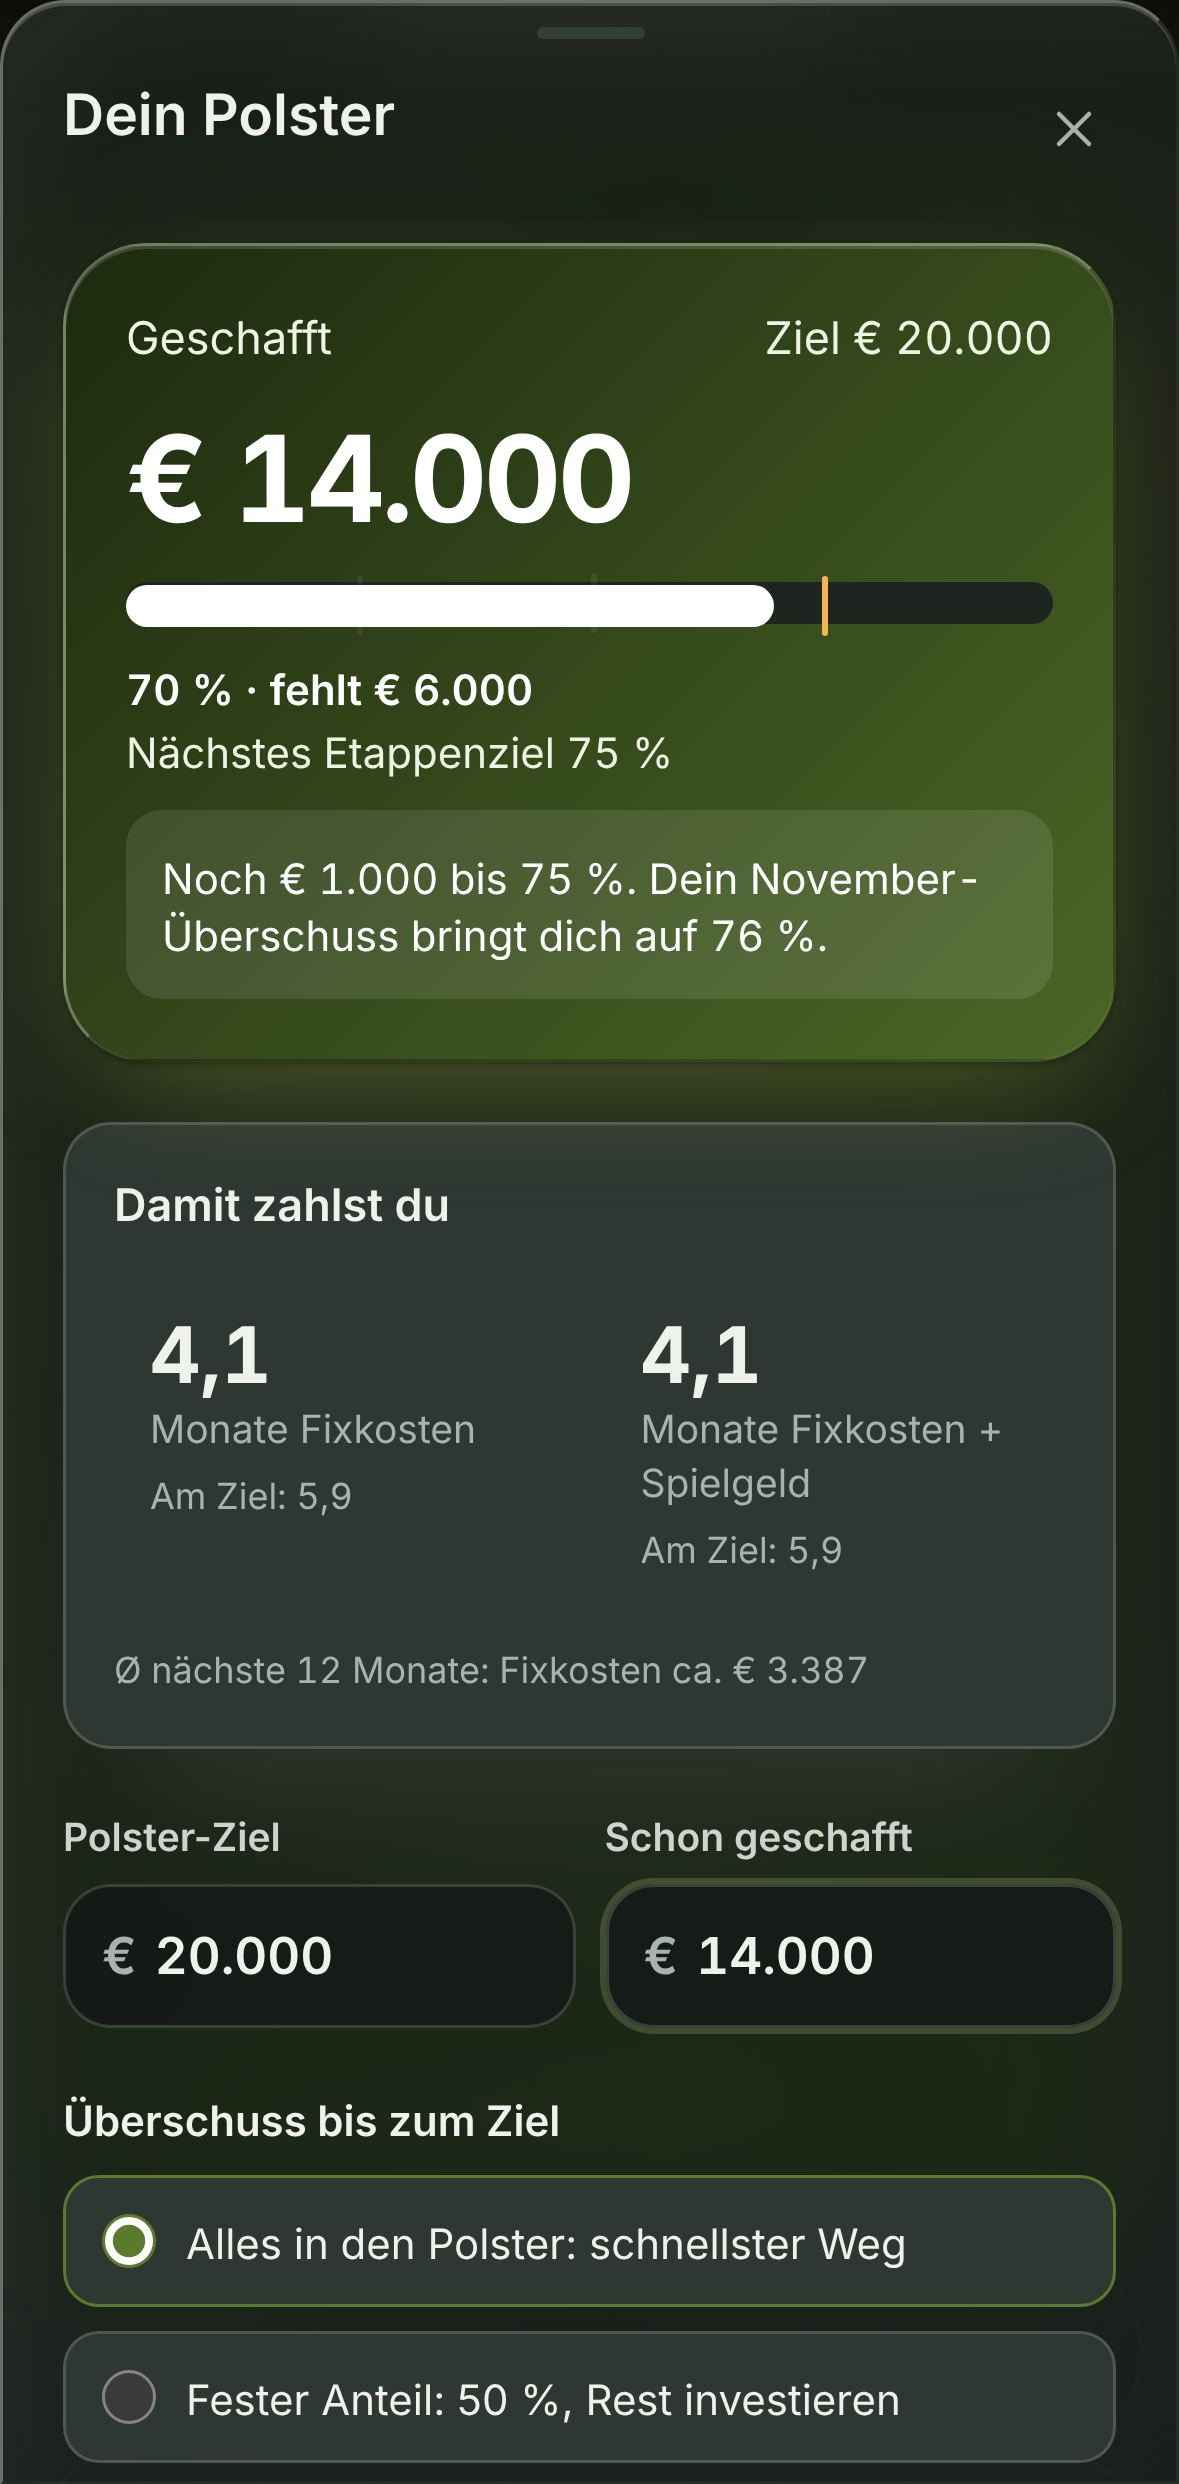 Dein Polster
Geschafft
Ziel € 20.000
€ 14.000
70 % · fehlt € 6.000
Nächstes Etappenziel 75 %
Noch € 1.000 bis 75 %. Dein November-
Überschuss bringt dich auf 76 %.
Damit zahlst du
4,1
Monate Fixkosten
Am Ziel: 5,9
4,1
Monate Fixkosten +
Spielgeld
Am Ziel: 5,9
Ø nächste 12 Monate: Fixkosten ca. € 3.387
Polster-Ziel
€ 20.000
Schon geschafft
€ 14.000
Überschuss bis zum Ziel
Alles in den Polster: schnellster Weg
Fester Anteil: 50 %, Rest investieren